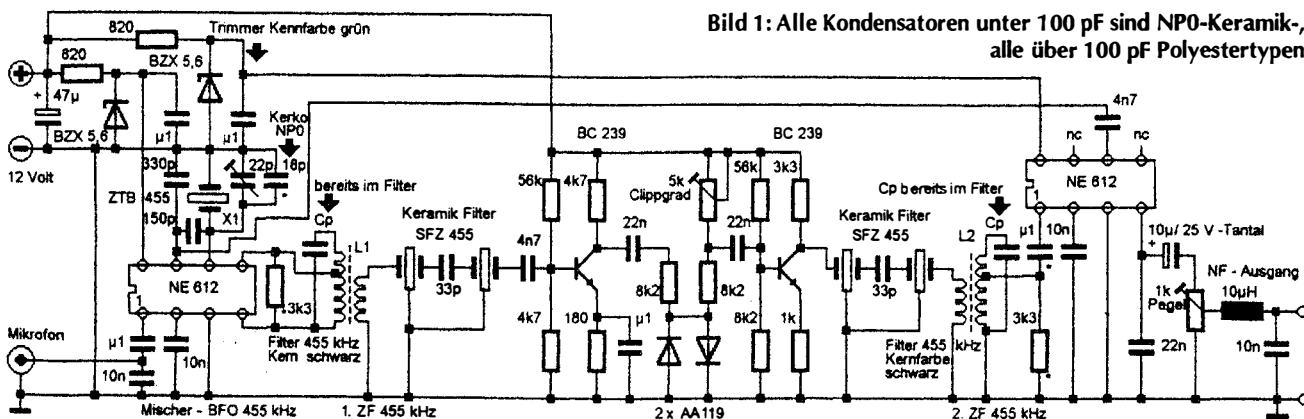 Bild 1: Alle Kondensatoren unter 100 pF sind NP0-Keramik-,
alle über 100 pF Polyestertypen
820
Trimmer Kennfarbe grün
820
BZX 5,6
+
+
47µ
BZX 5,6
µ1
µ1
Kerko
NP0
−
12 Volt
330p
X1
22p
18p
ZTB
455
150p
X1
bereits im Filter
Cp
L1
1
NE 612
3k3
Filter 455 kHz
Kern schwarz
Mikrofon
µ1
10n
10n
Mischer - BFO 455 kHz
1. ZF 455 kHz
Keramik Filter
SFZ 455
33p
4n7
56k
4k7
BC 239
22n
4k7
180
µ1
8k2
2 x AA119
5k
Clippgrad
22n
8k2
56k
8k2
BC 239
3k3
1k
Keramik Filter
SFZ 455
33p
Cp bereits im Filter
Cp
L2
Filter 455 kHz
Kernfarbe
schwarz
2. ZF 455 kHz
µ1
3k3
10n
nc
4n7
nc
1
NE 612
10µ/ 25 V -Tantal
+
1k
Pegel
22n
NF - Ausgang
10µH
10n